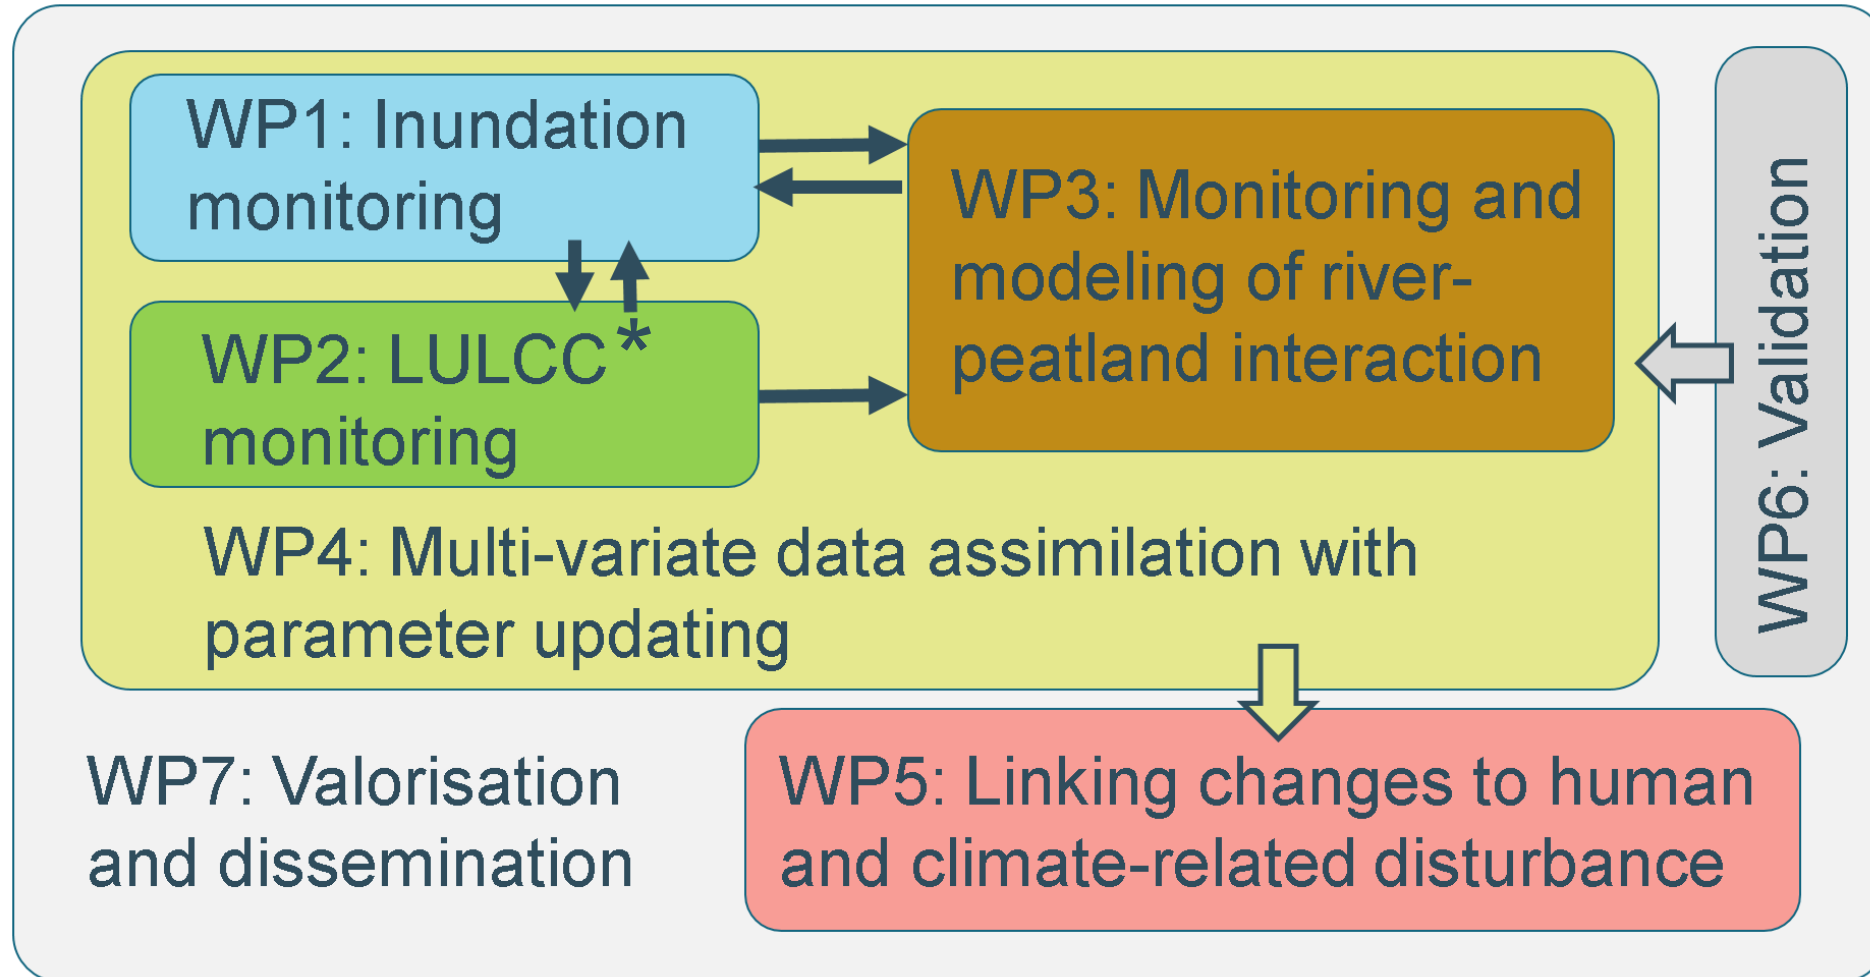 WP1: Inundation
monitoring
WP2: LULCC*
monitoring
WP3: Monitoring and
modeling of river-
peatland interaction
WP4: Multi-variate data assimilation with
parameter updating
WP6: Validation
WP7: Valorisation
and dissemination
WP5: Linking changes to human
and climate-related disturbance